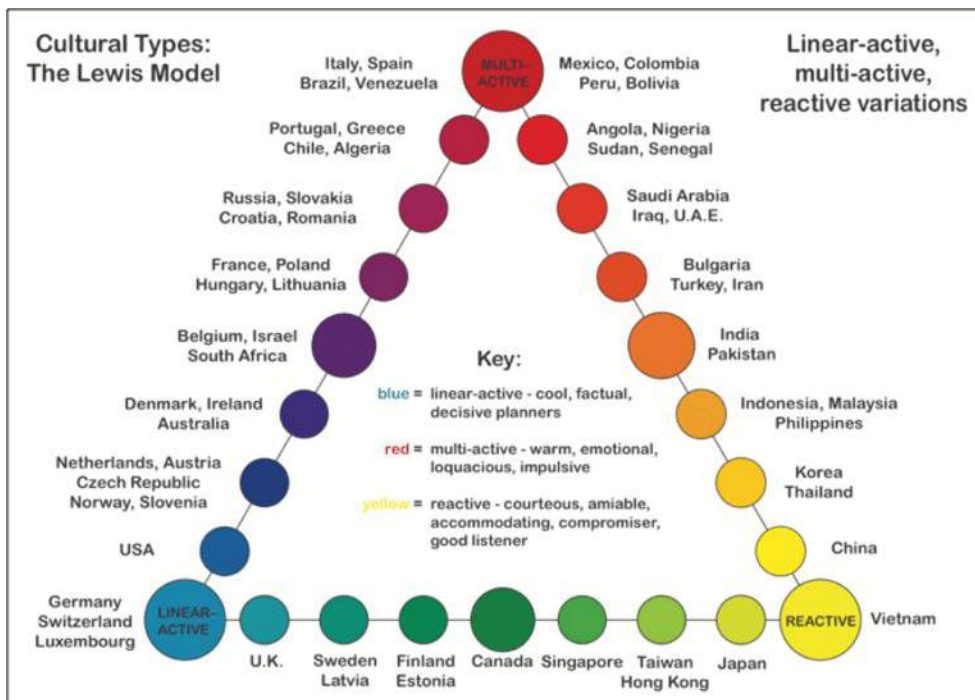 Cultural Types:
The Lewis Model
Linear-active,
multi-active,
reactive variations
MULTI-
ACTIVE
Italy, Spain
Brazil, Venezuela
Mexico, Colombia
Peru, Bolivia
Portugal, Greece
Chile, Algeria
Angola, Nigeria
Sudan, Senegal
Russia, Slovakia
Croatia, Romania
Saudi Arabia
Iraq, U.A.E.
France, Poland
Hungary, Lithuania
Bulgaria
Turkey, Iran
Belgium, Israel
South Africa
India
Pakistan
Denmark, Ireland
Australia
Indonesia, Malaysia
Philippines
Netherlands, Austria
Czech Republic
Norway, Slovenia
Korea
Thailand
USA
China
Key:
blue = linear-active - cool, factual,
decisive planners
red = multi-active - warm, emotional,
loquacious, impulsive
yellow = reactive - courteous, amiable,
accommodating, compromiser,
good listener
Germany
Switzerland
Luxembourg
LINEAR-
ACTIVE
U.K.
Sweden
Latvia
Finland
Estonia
Canada
Singapore
Taiwan
Hong Kong
Japan
REACTIVE
Vietnam